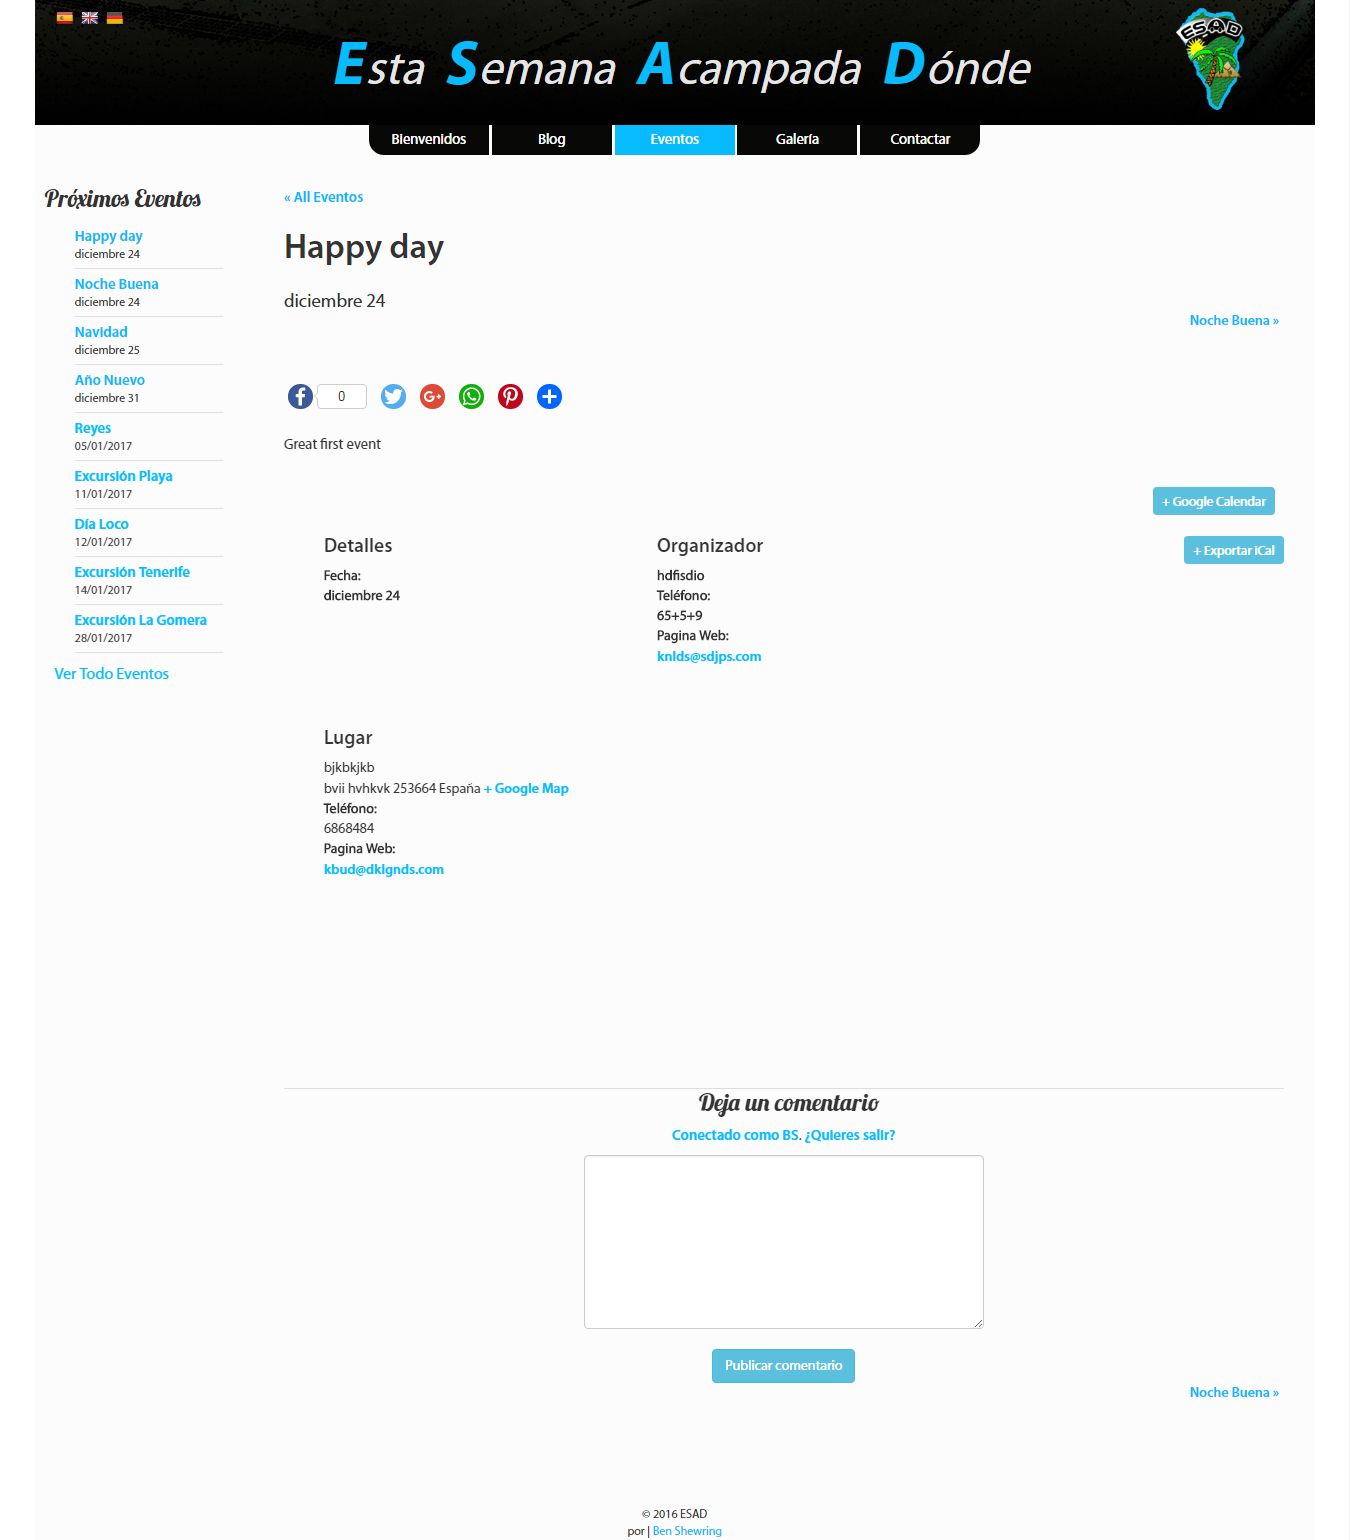 Esta Semana Acampada Dónde
ESAD
Bienvenidos
Blog
Eventos
Galería
Contactar
Próximos Eventos
Happy day
diciembre 24
Noche Buena
diciembre 24
Navidad
diciembre 25
Año Nuevo
diciembre 31
Reyes
05/01/2017
Excursión Playa
11/01/2017
Día Loco
12/01/2017
Excursión Tenerife
14/01/2017
Excursión La Gomera
28/01/2017
Ver Todo Eventos
« All Eventos
Happy day
diciembre 24
Noche Buena »
0
Great first event
+ Google Calendar
+ Exportar iCal
Detalles
Fecha:
diciembre 24
Organizador
hdfisdio
Teléfono:
65+5+9
Pagina Web:
knlds@sdjps.com
Lugar
bjkbkjkb
bvii hvhkvk 253664 España + Google Map
Teléfono:
6868484
Pagina Web:
kbud@dklgnds.com
Deja un comentario
Conectado como BS. ¿Quieres salir?
Publicar comentario
Noche Buena »
© 2016 ESAD
por | Ben Shewring